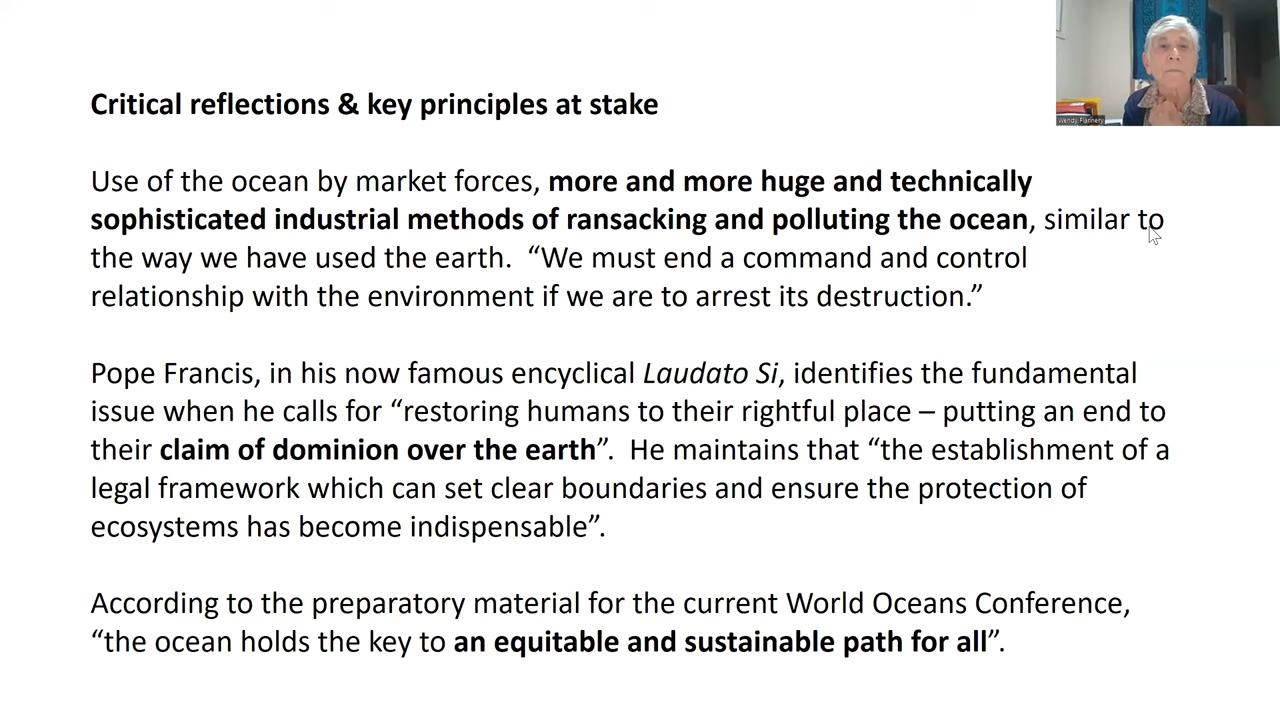 Critical reflections & key principles at stake
Use of the ocean by market forces, more and more huge and technically
sophisticated industrial methods of ransacking and polluting the ocean, similar to
the way we have used the earth.  “We must end a command and control
relationship with the environment if we are to arrest its destruction.”
Pope Francis, in his now famous encyclical Laudato Si, identifies the fundamental
issue when he calls for “restoring humans to their rightful place – putting an end to
their claim of dominion over the earth”.  He maintains that “the establishment of a
legal framework which can set clear boundaries and ensure the protection of
ecosystems has become indispensable”.
According to the preparatory material for the current World Oceans Conference,
“the ocean holds the key to an equitable and sustainable path for all”.
Wendy Flannery